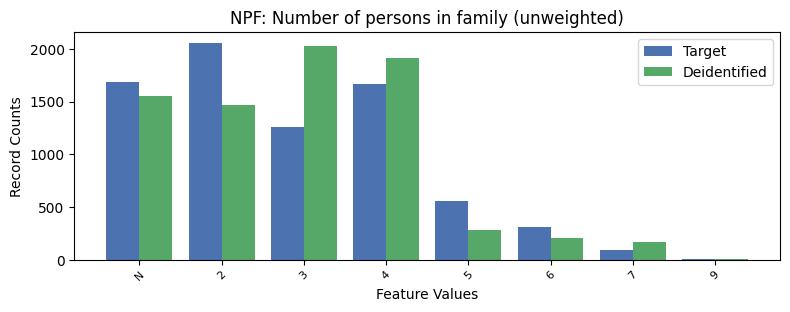 NPF: Number of persons in family (unweighted)
Target
Deidentified
Record Counts
2000
1500
1000
500
0
N
2
3
4
5
6
7
9
Feature Values